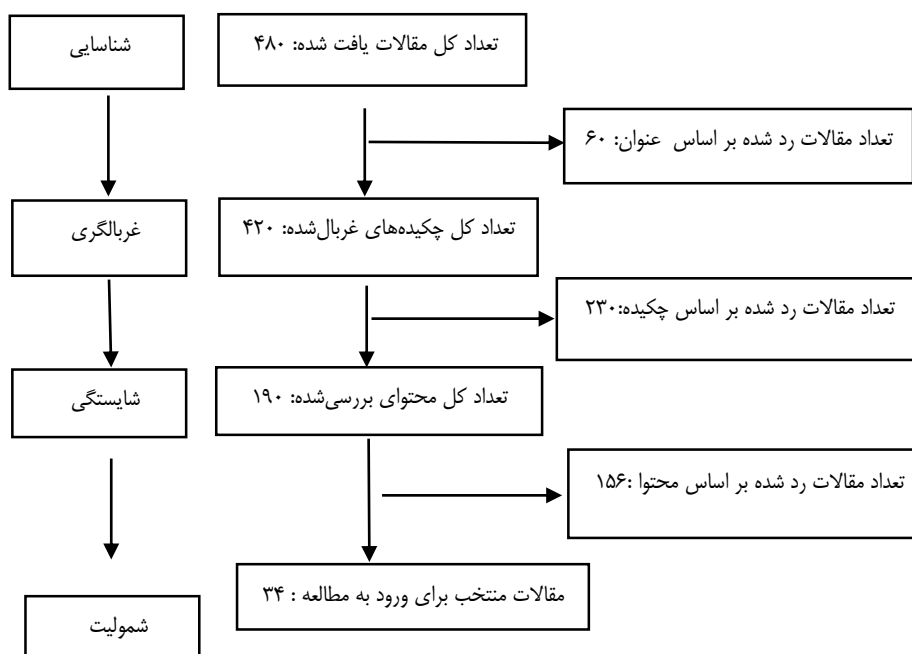 شناسایی
تعداد کل مقالات یافت شده: ۴۸۰
تعداد مقالات رد شده بر اساس عنوان: ۶۰
غربالگری
تعداد کل چکیده‌های غربال‌شده: ۴۲۰
تعداد مقالات رد شده بر اساس چکیده:۲۳۰
شایستگی
تعداد کل محتوای بررسی‌شده: ۱۹۰
تعداد مقالات رد شده بر اساس محتوا :۱۵۶
مقالات منتخب برای ورود به مطالعه : ۳۴
شمولیت